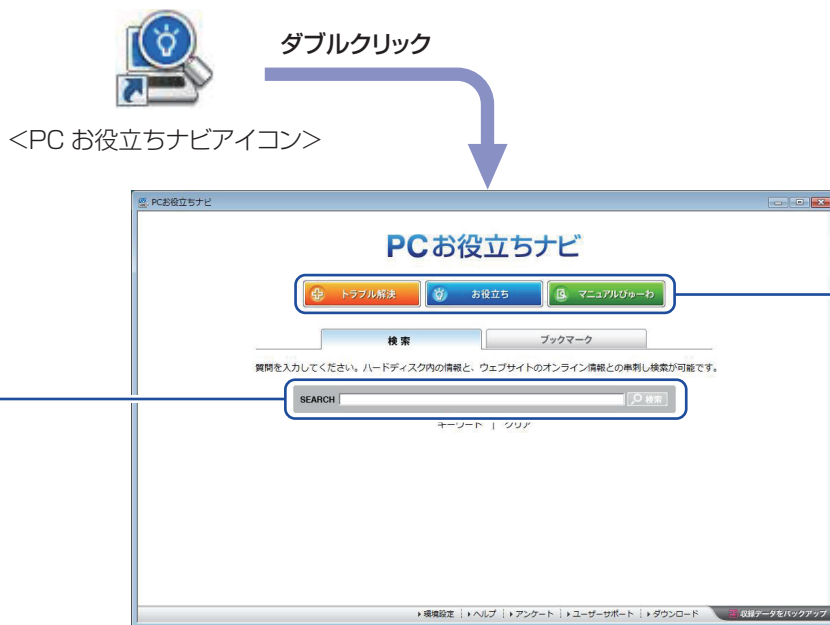 ダブルクリック
<PC お役立ちナビアイコン>
PCお役立ちナビ
PCお役立ちナビ
トラブル解決 お役立ち マニュアルびゅーわ
検索 ブックマーク
質問を入力してください。ハードディスク内の情報と、ウェブサイトのオンライン情報との串刺し検索が可能です。
SEARCH 検索
キーワード | クリア
環境設定 ヘルプ アンケート ユーザーサポート ダウンロード 収録データをバックアップ